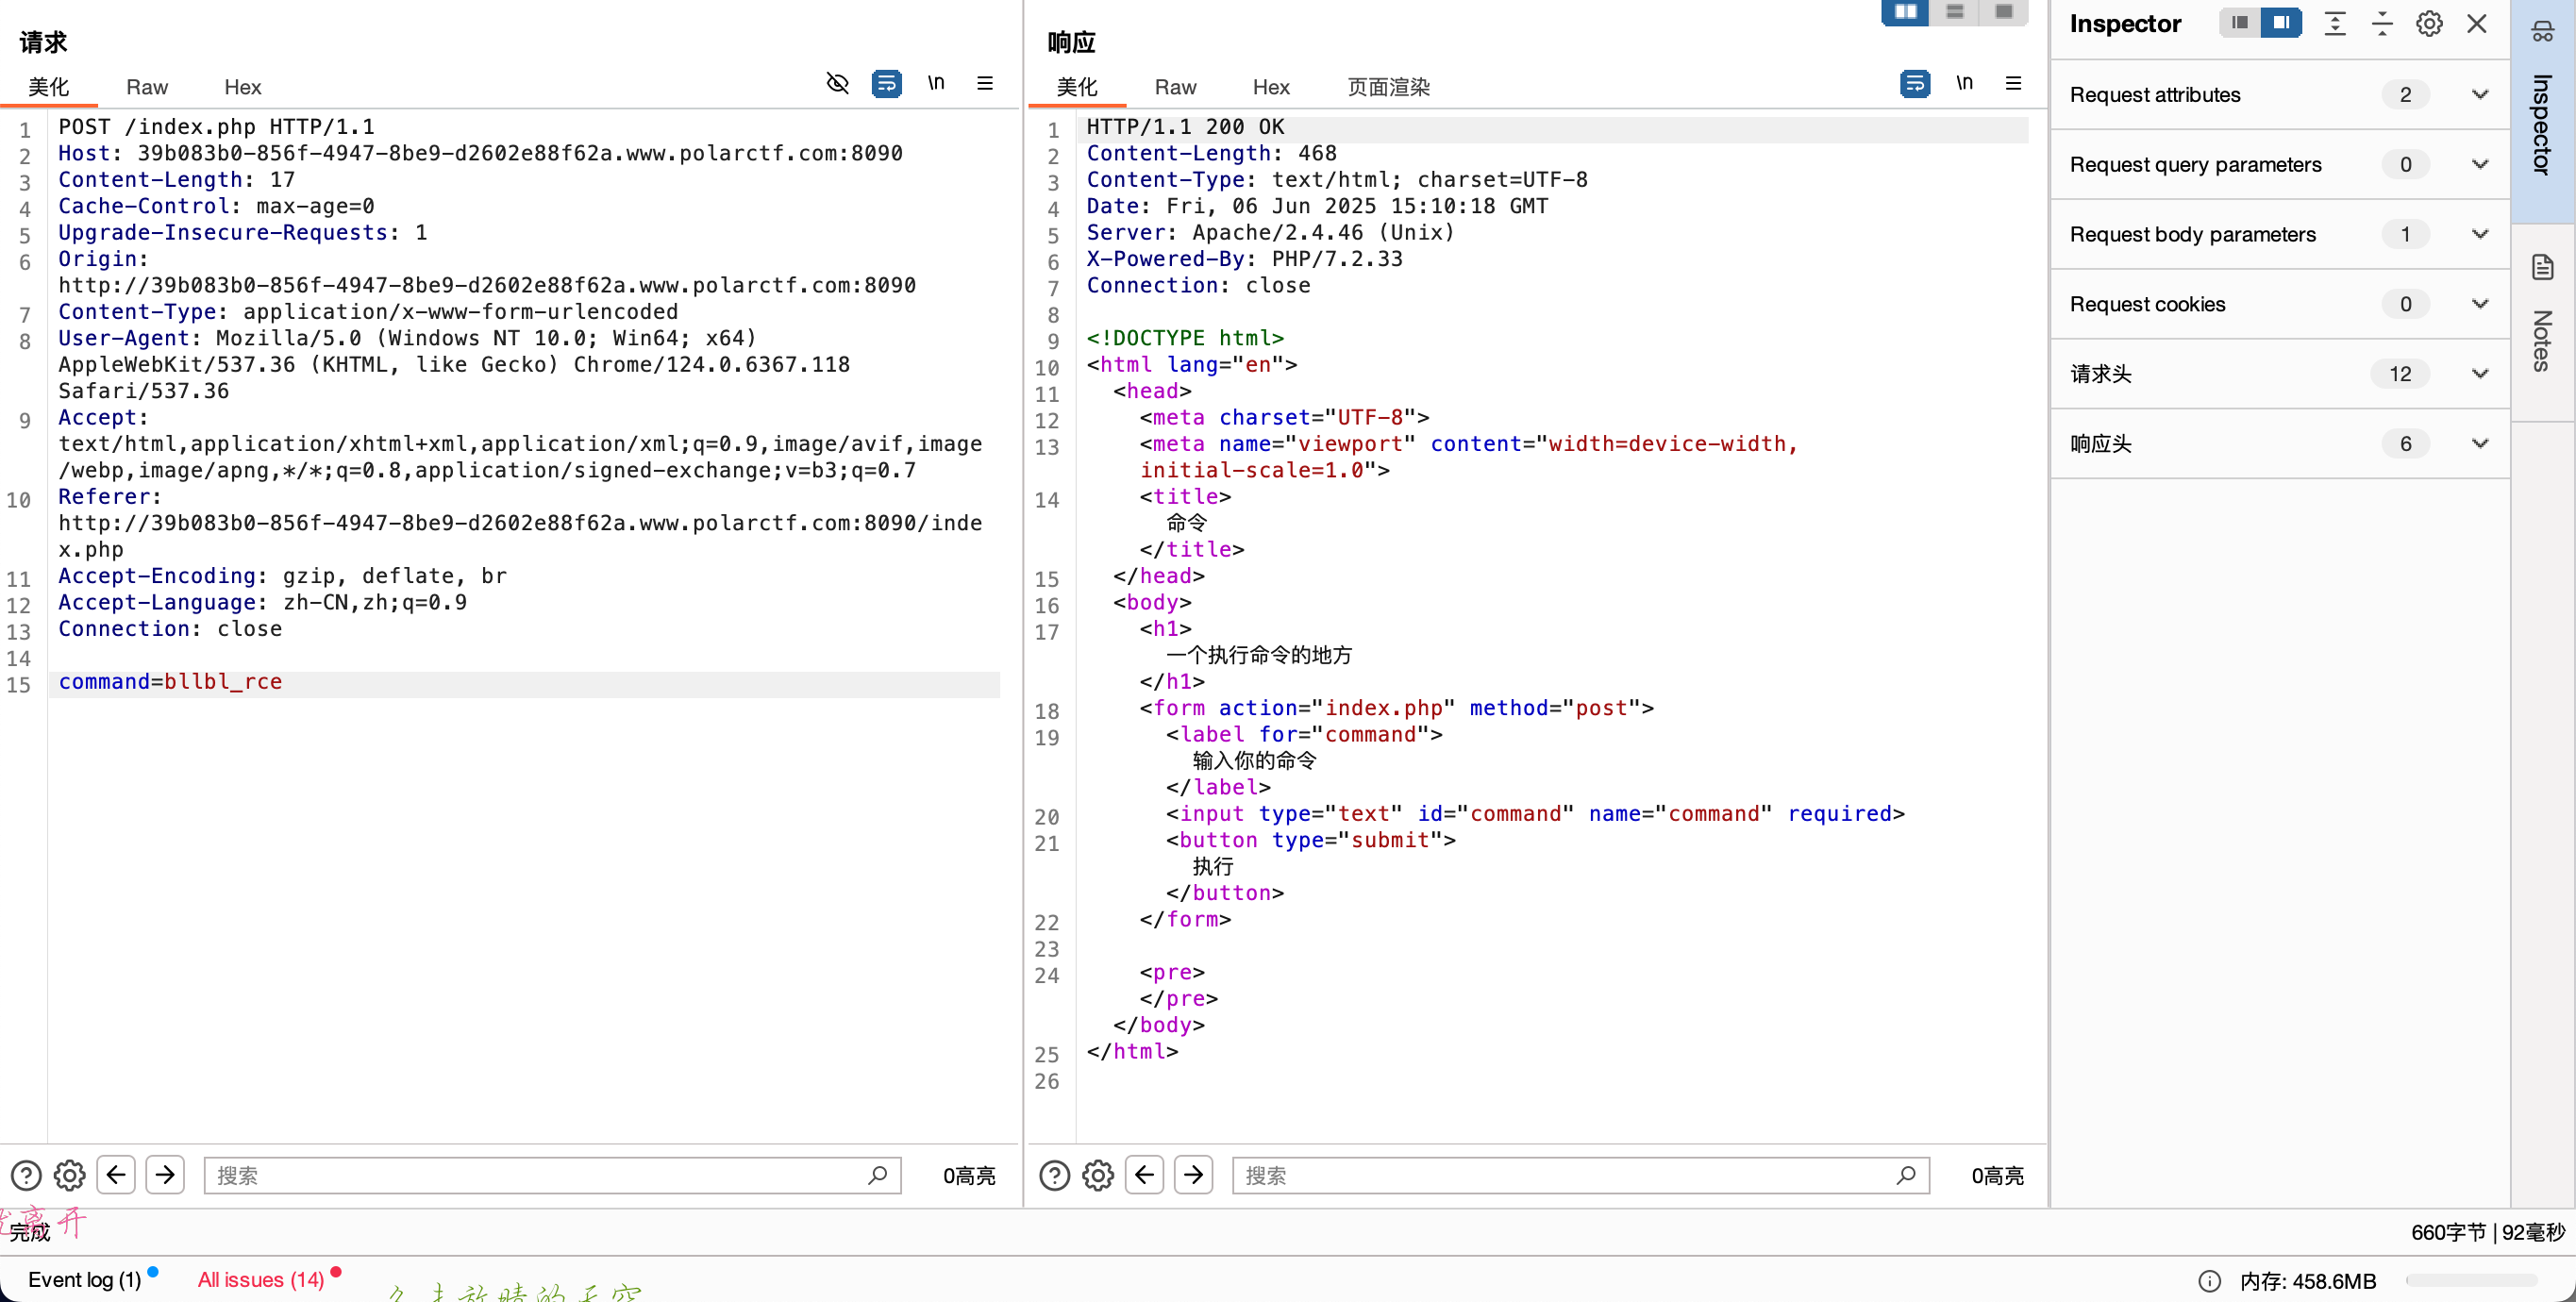 请求
美化 Raw Hex \n
1 POST /index.php HTTP/1.1
2 Host: 39b083b0-856f-4947-8be9-d2602e88f62a.www.polarctf.com:8090
3 Content-Length: 17
4 Cache-Control: max-age=0
5 Upgrade-Insecure-Requests: 1
6 Origin:
http://39b083b0-856f-4947-8be9-d2602e88f62a.www.polarctf.com:8090
7 Content-Type: application/x-www-form-urlencoded
8 User-Agent: Mozilla/5.0 (Windows NT 10.0; Win64; x64)
AppleWebKit/537.36 (KHTML, like Gecko) Chrome/124.0.6367.118
Safari/537.36
9 Accept:
text/html,application/xhtml+xml,application/xml;q=0.9,image/avif,image
/webp,image/apng,*/*;q=0.8,application/signed-exchange;v=b3;q=0.7
10 Referer:
http://39b083b0-856f-4947-8be9-d2602e88f62a.www.polarctf.com:8090/inde
x.php
11 Accept-Encoding: gzip, deflate, br
12 Accept-Language: zh-CN,zh;q=0.9
13 Connection: close
14
15 command=bllbl_rce
搜索 0高亮
响应
美化 Raw Hex 页面渲染 \n
1 HTTP/1.1 200 OK
2 Content-Length: 468
3 Content-Type: text/html; charset=UTF-8
4 Date: Fri, 06 Jun 2025 15:10:18 GMT
5 Server: Apache/2.4.46 (Unix)
6 X-Powered-By: PHP/7.2.33
7 Connection: close
8
9 <!DOCTYPE html>
10 <html lang="en">
11 <head>
12 <meta charset="UTF-8">
13 <meta name="viewport" content="width=device-width,
initial-scale=1.0">
14 <title>
命令
</title>
15 </head>
16 <body>
17 <h1>
一个执行命令的地方
</h1>
18 <form action="index.php" method="post">
19 <label for="command">
输入你的命令
</label>
20 <input type="text" id="command" name="command" required>
21 <button type="submit">
执行
</button>
22 </form>
23
24 <pre>
</pre>
</body>
25 </html>
26
搜索 0高亮
Inspector
Request attributes 2
Request query parameters 0
Request body parameters 1
Request cookies 0
请求头 12
响应头 6
Inspector
Notes
离开
完成
660字节 | 92毫秒
Event log (1) All issues (14)
内存: 458.6MB